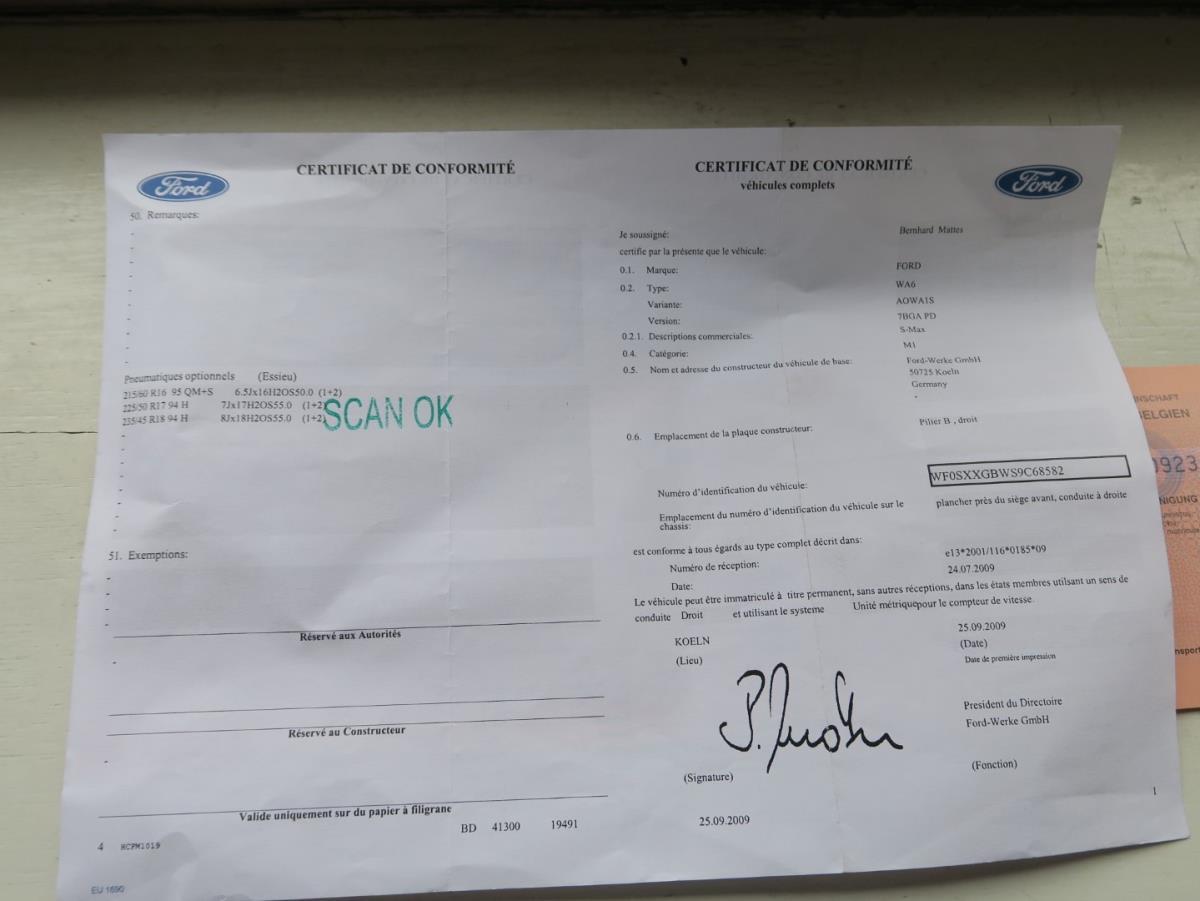 Ford
CERTIFICAT DE CONFORMITÉ
50. Remarques:
Pneumatiques optionnels (Essieu)
215/60 R16 95 QM+S 6.5Jx16H2OS50.0 (1+2)
225/50 R17 94 H 7Jx17H2OS55.0 (1+2)
235/45 R18 94 H 8Jx18H2OS55.0 (1+2)
SCAN OK
51. Exemptions:
Réservé aux Autorités
Réservé au Constructeur
Valide uniquement sur du papier à filigrane
BD 41300 19491
4 HCPM1019
EU 1690
CERTIFICAT DE CONFORMITÉ
véhicules complets
Ford
Je soussigné: Bernhard Mattes
certifie par la présente que le véhicule:
0.1. Marque: FORD
0.2. Type: WA6
Variante: AOWA1S
Version: 7BGA PD
0.2.1. Descriptions commerciales: S-Max
0.4. Catégorie: M1
0.5. Nom et adresse du constructeur du véhicule de base: Ford-Werke GmbH
50725 Koeln
Germany
0.6. Emplacement de la plaque constructeur: Pilier B , droit
Numéro d'identification du véhicule: WF0SXXGBWS9C68582
Emplacement du numéro d'identification du véhicule sur le chassis: plancher près du siège avant, conduite à droite
est conforme à tous égards au type complet décrit dans:
Numéro de réception: e13*2001/116*0185*09
Date: 24.07.2009
Le véhicule peut être immatriculé à titre permanent, sans autres réceptions, dans les états membres utilsant un sens de
conduite Droit et utilisant le systeme Unité métriquepour le compteur de vitesse.
KOELN 25.09.2009
(Lieu) (Date)
Date de première impression
President du Directoire
Ford-Werke GmbH
(Signature) (Fonction)
25.09.2009
1
INSCHAFT
BELGIEN
0923
NIGUNG